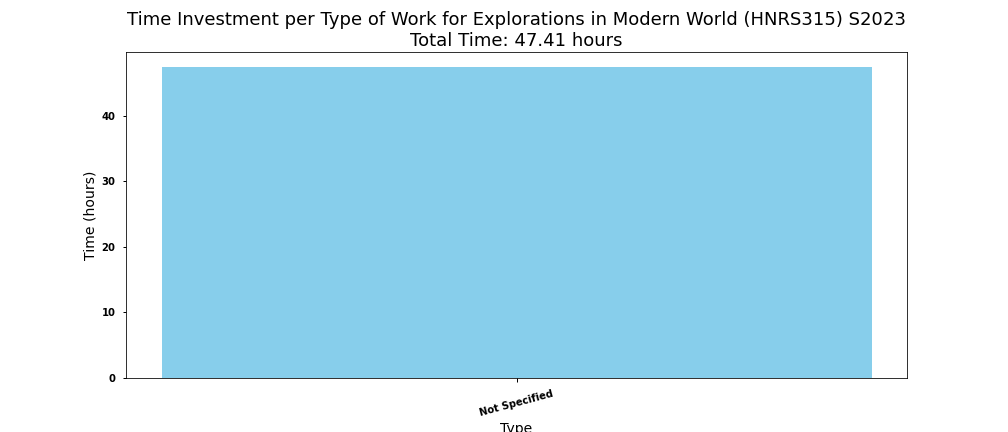 Time Investment per Type of Work for Explorations in Modern World (HNRS315) S2023
Total Time: 47.41 hours
Time (hours)
40
30
20
10
0
Not Specified
Type